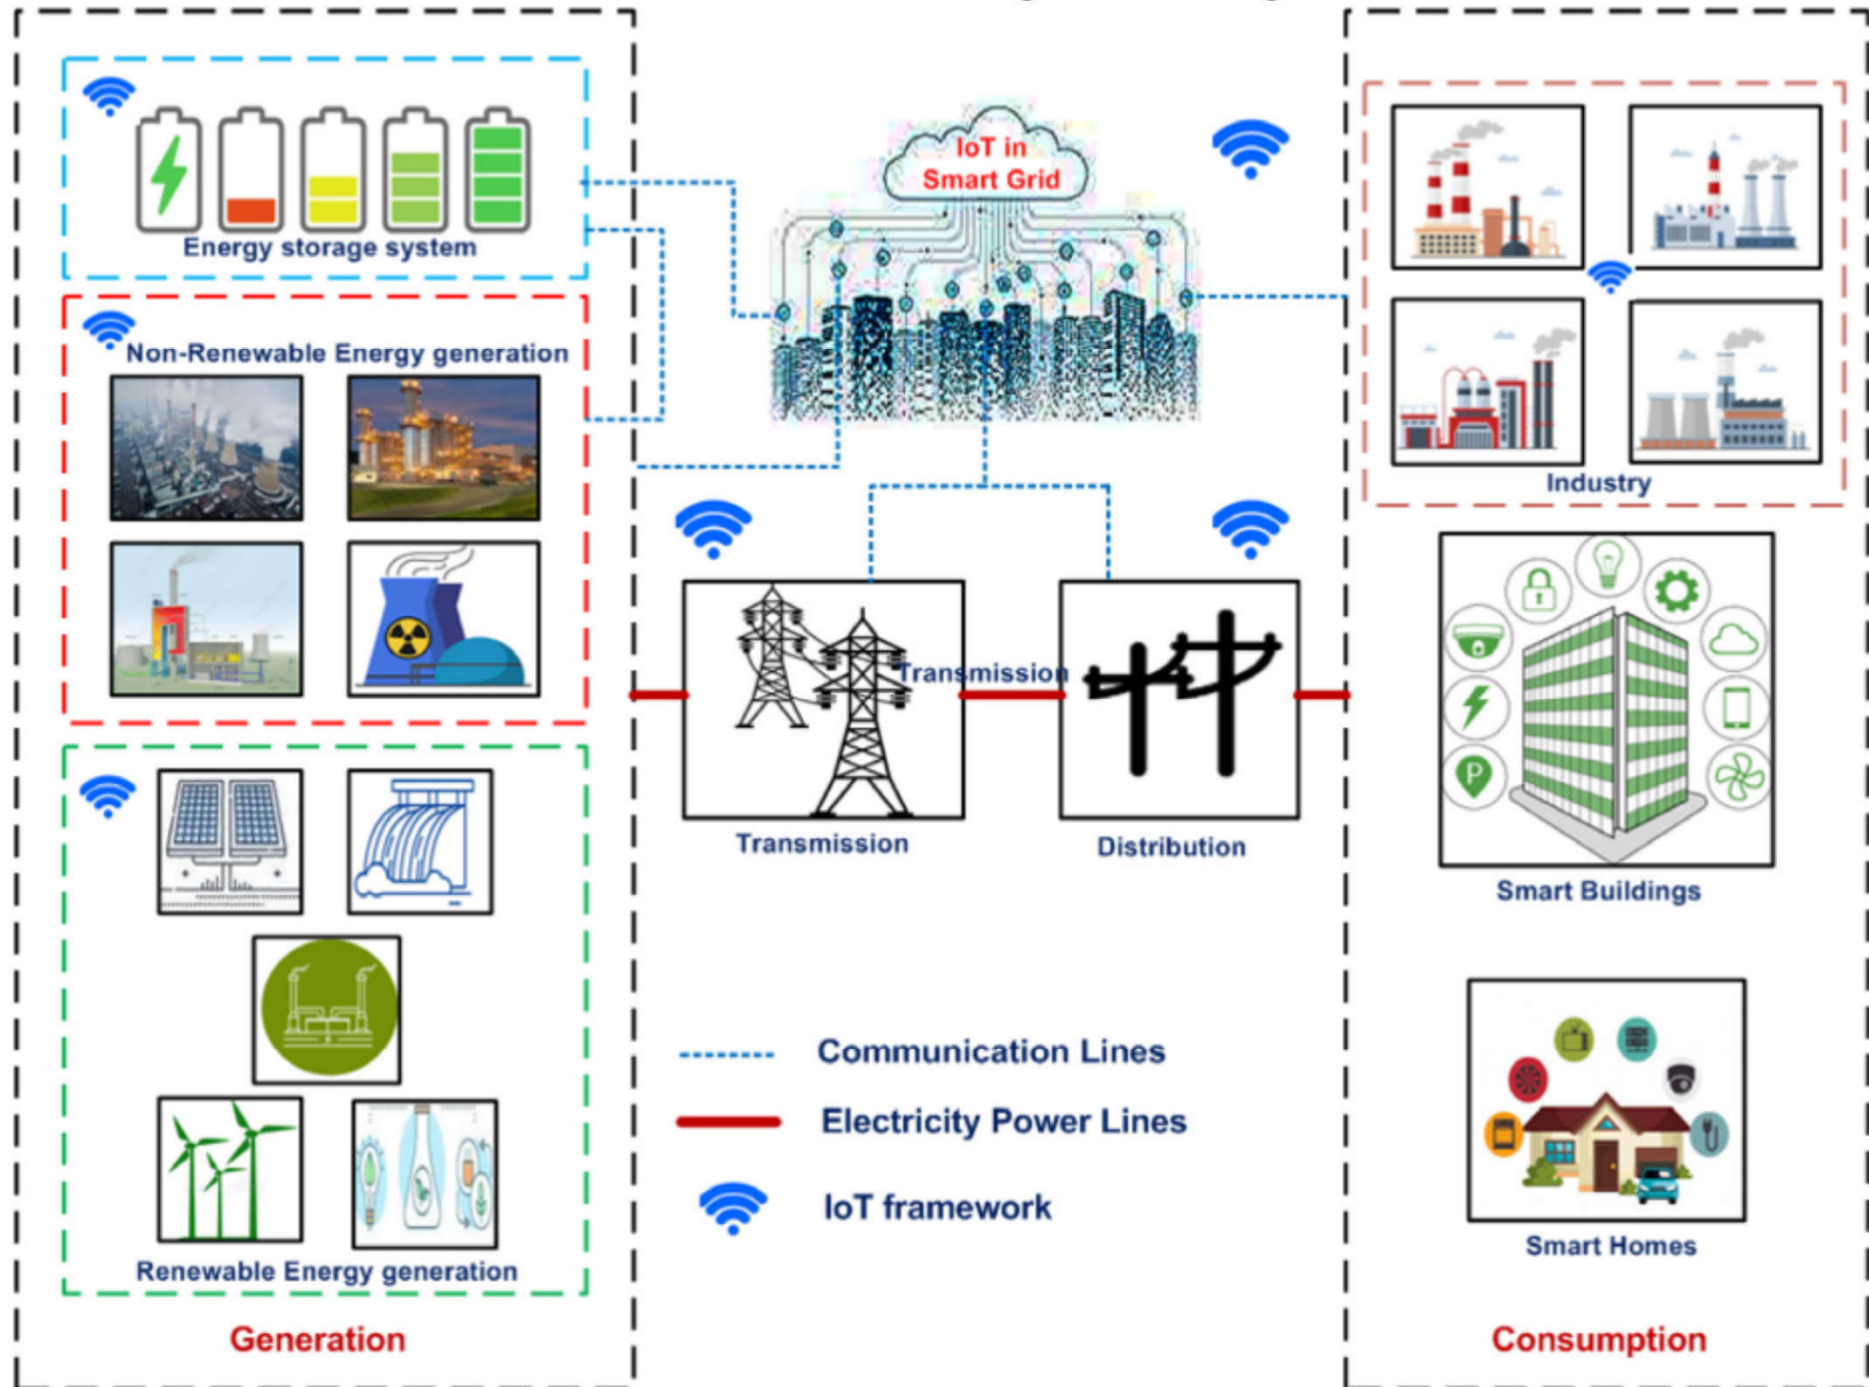 IoT in
Smart Grid
Energy storage system
Non-Renewable Energy generation
Industry
Transmission
Transmission
Distribution
P
Smart Buildings
Communication Lines
Electricity Power Lines
IoT framework
Smart Homes
Renewable Energy generation
Generation
Consumption